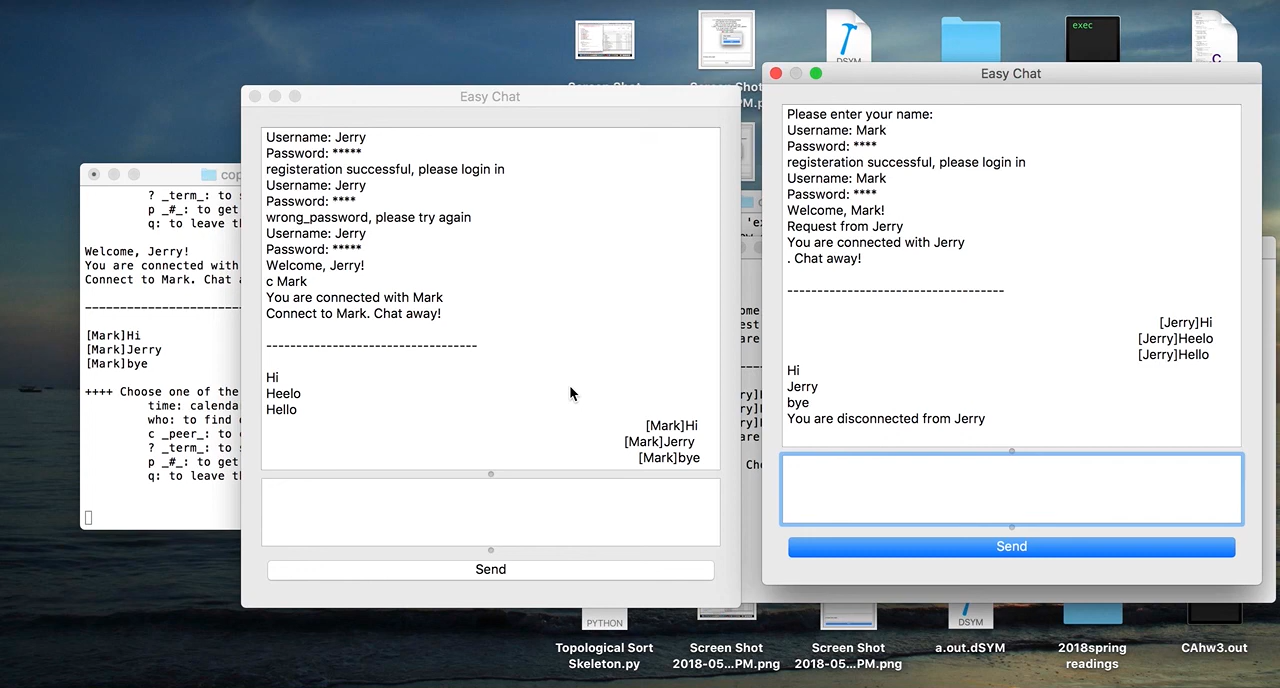 exec
DSYM
C
Easy Chat
Username: Jerry
Password: *****
registeration successful, please login in
Username: Jerry
Password: ****
wrong_password, please try again
Username: Jerry
Password: *****
Welcome, Jerry!
c Mark
You are connected with Mark
Connect to Mark. Chat away!
-----------------------------------
Hi
Heelo
Hello
[Mark]Hi
[Mark]Jerry
[Mark]bye
Send
Easy Chat
Please enter your name:
Username: Mark
Password: ****
registeration successful, please login in
Username: Mark
Password: ****
Welcome, Mark!
Request from Jerry
You are connected with Jerry
. Chat away!
------------------------------------
[Jerry]Hi
[Jerry]Heelo
[Jerry]Hello
Hi
Jerry
bye
You are disconnected from Jerry
Send
? _term_: to
p _#_: to get
q: to leave
Welcome, Jerry!
You are connected with
Connect to Mark. Chat
[Mark]Hi
[Mark]Jerry
[Mark]bye
++++ Choose one of the
time:
who: to find
c _peer_: to
? _term_: to
p _#_: to get
q: to leave
PYTHON
Topological Sort
Skeleton.py
Screen Shot
2018-05...PM.png
Screen Shot
2018-05...PM.png
DSYM
a.out.dSYM
2018spring
readings
CAhw3.out